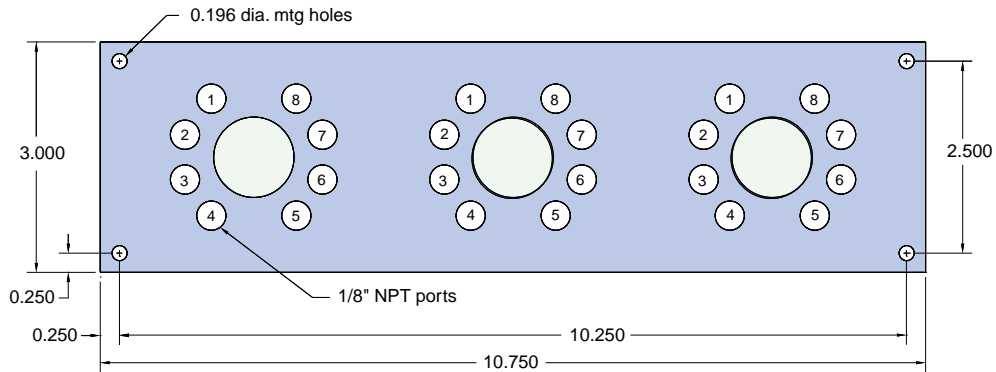 0.196 dia. mtg holes
1 8 1 8 1 8
2 7 2 7 2 7
3.000 2.500
3 6 3 6 3 6
4 5 4 5 4 5
0.250
1/8" NPT ports
0.250 10.250
10.750